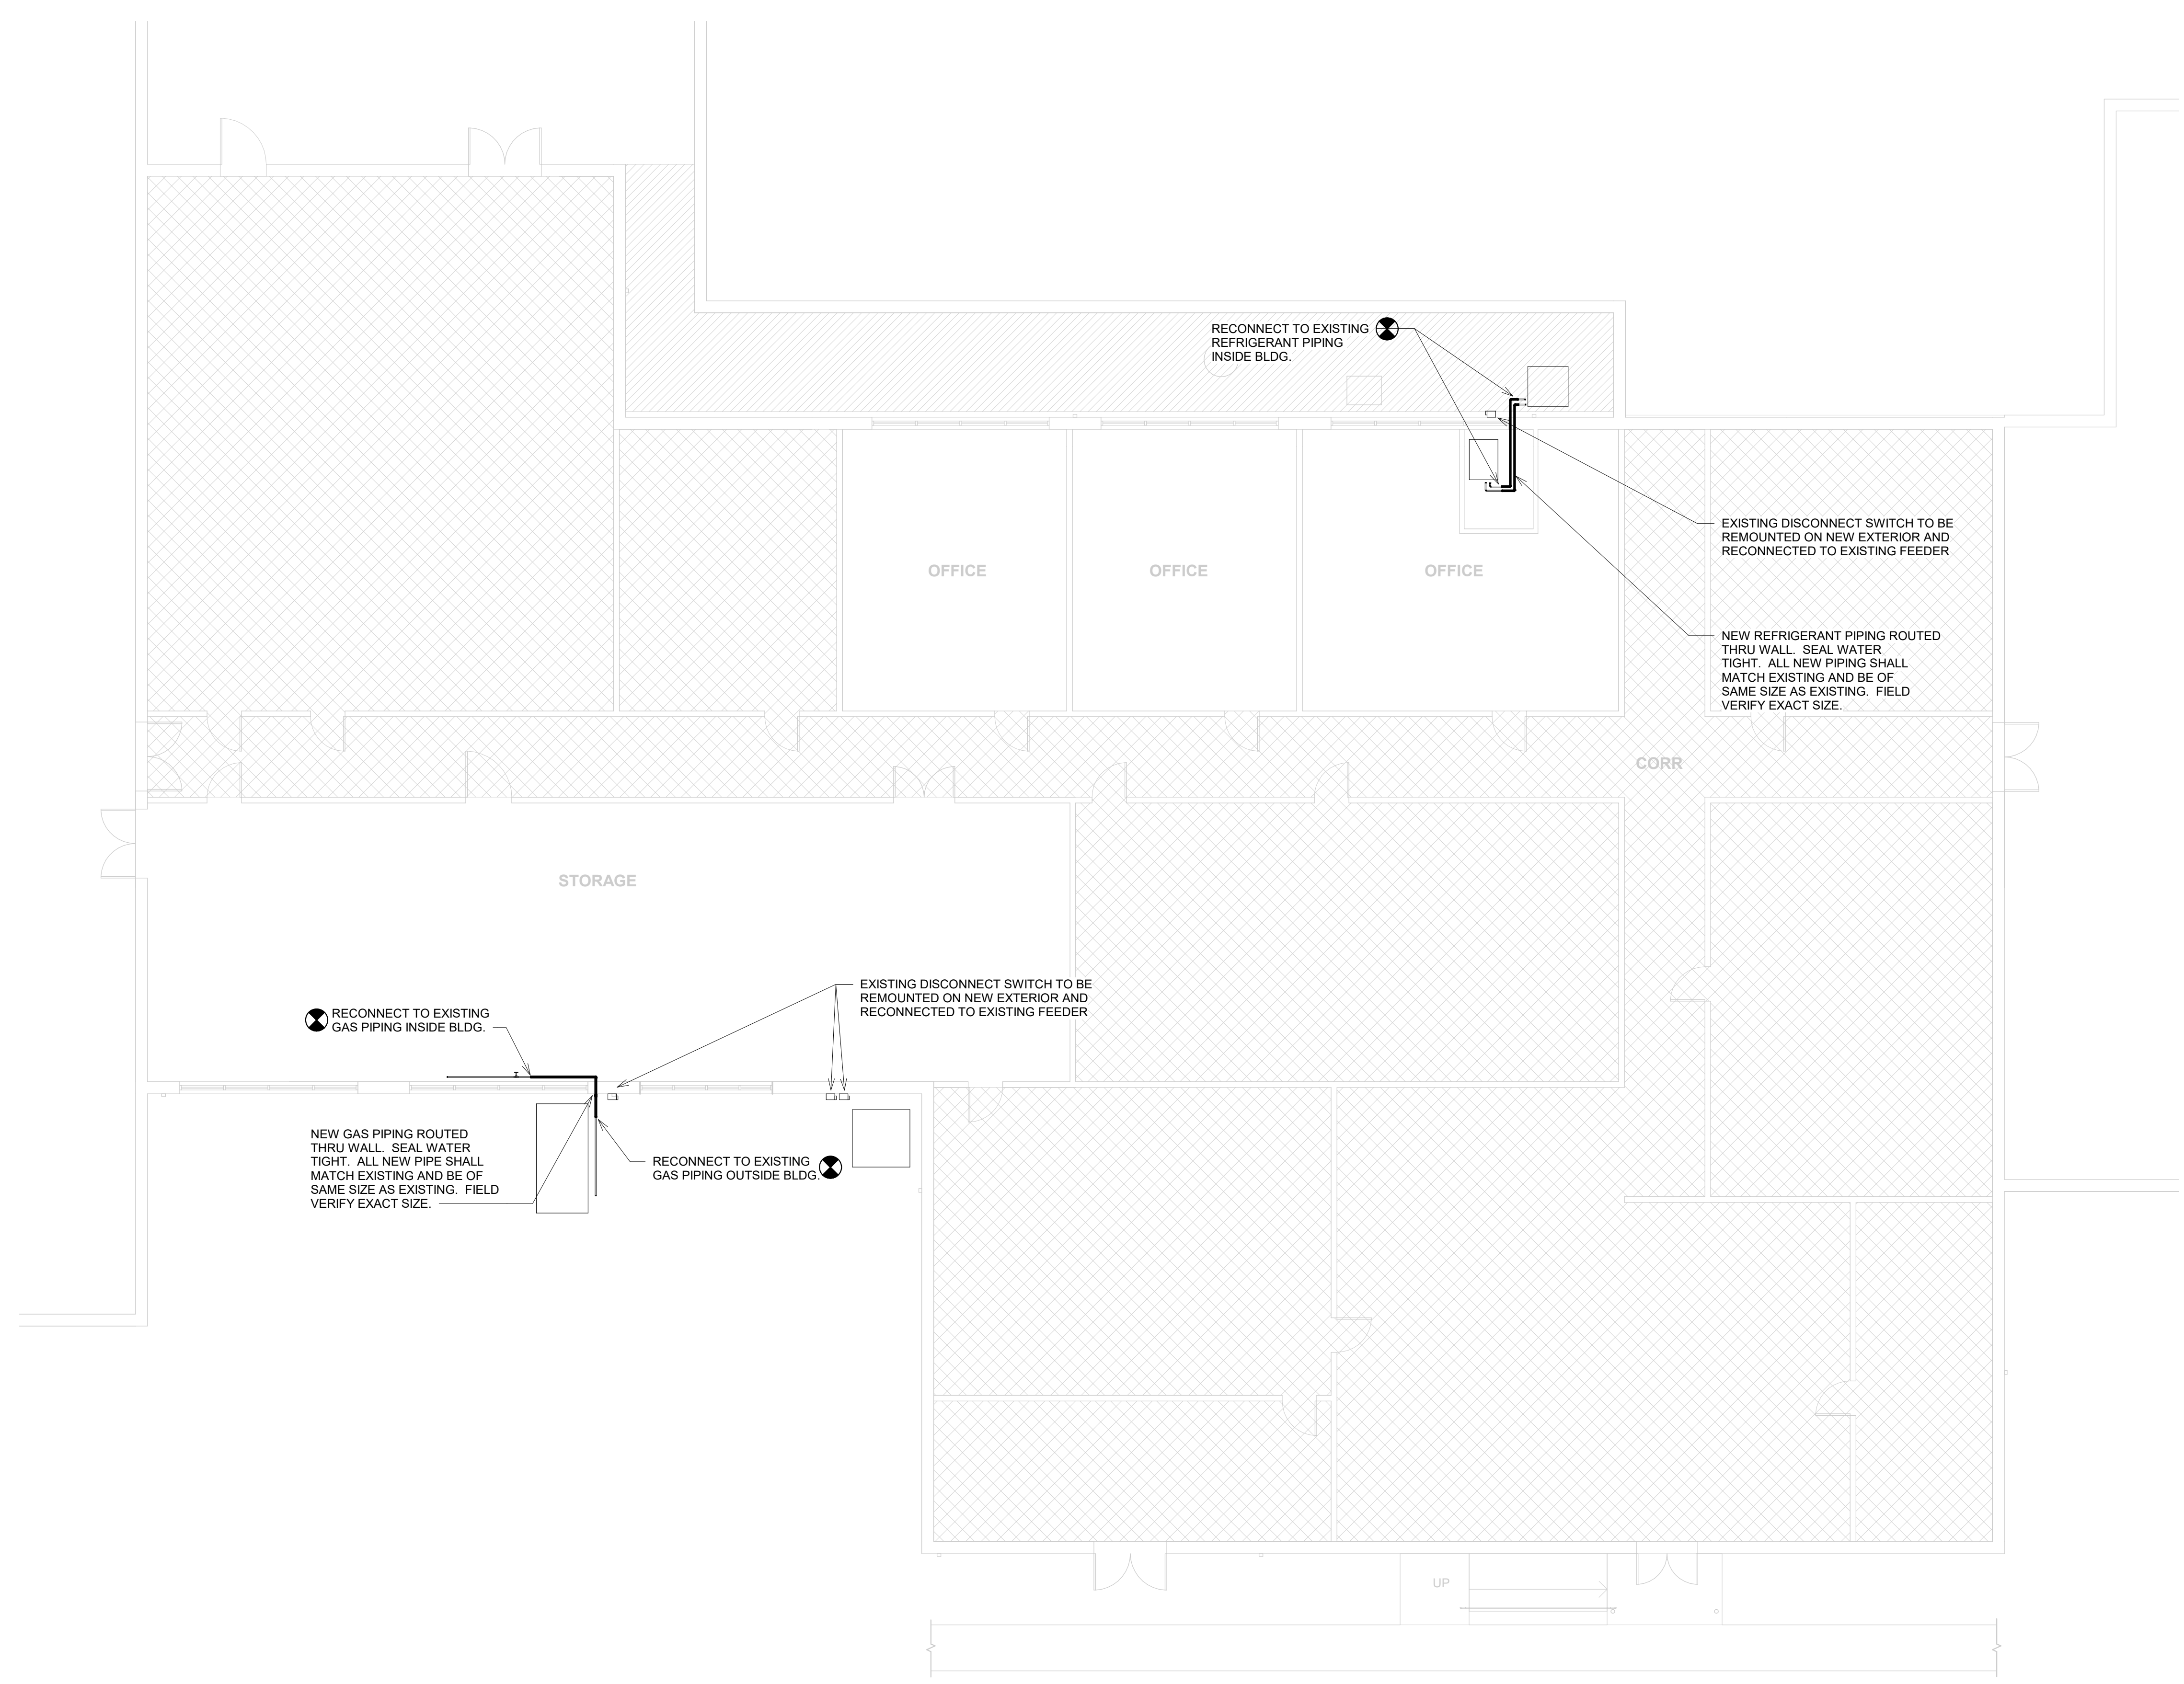 RECONNECT TO EXISTING
REFRIGERANT PIPING
INSIDE BLDG.
EXISTING DISCONNECT SWITCH TO BE
REMOUNTED ON NEW EXTERIOR AND
RECONNECTED TO EXISTING FEEDER
OFFICE
OFFICE
OFFICE
NEW REFRIGERANT PIPING ROUTED
THRU WALL. SEAL WATER
TIGHT. ALL NEW PIPING SHALL
MATCH EXISTING AND BE OF
SAME SIZE AS EXISTING. FIELD
VERIFY EXACT SIZE.
CORR
STORAGE
EXISTING DISCONNECT SWITCH TO BE
REMOUNTED ON NEW EXTERIOR AND
RECONNECTED TO EXISTING FEEDER
RECONNECT TO EXISTING
GAS PIPING INSIDE BLDG.
NEW GAS PIPING ROUTED
THRU WALL. SEAL WATER
TIGHT. ALL NEW PIPE SHALL
MATCH EXISTING AND BE OF
SAME SIZE AS EXISTING. FIELD
VERIFY EXACT SIZE.
RECONNECT TO EXISTING
GAS PIPING OUTSIDE BLDG.
UP